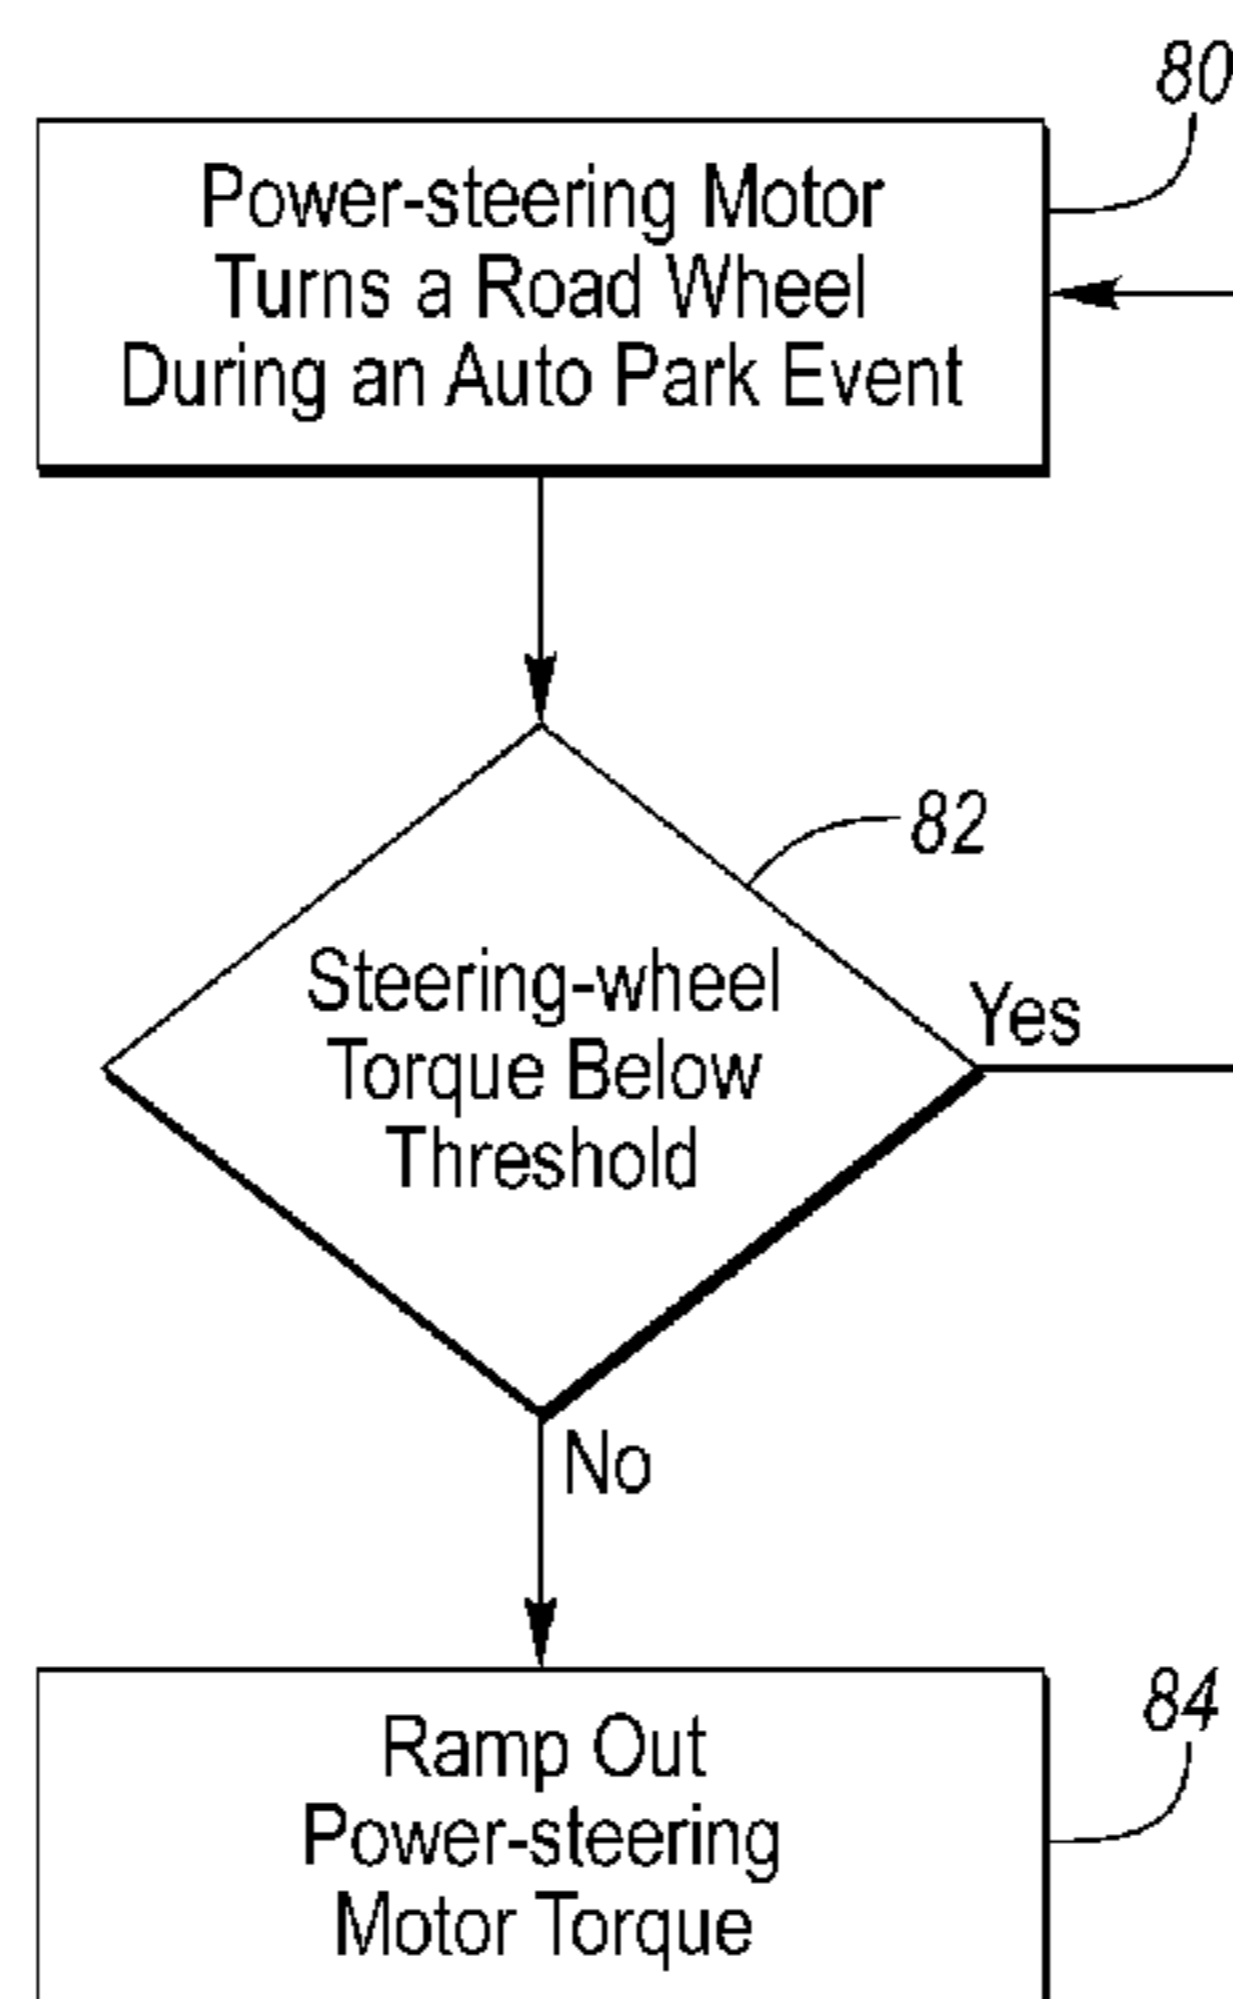 80
Power-steering Motor
Turns a Road Wheel
During an Auto Park Event
82
Steering-wheel
Torque Below
Threshold
Yes
No
84
Ramp Out
Power-steering
Motor Torque